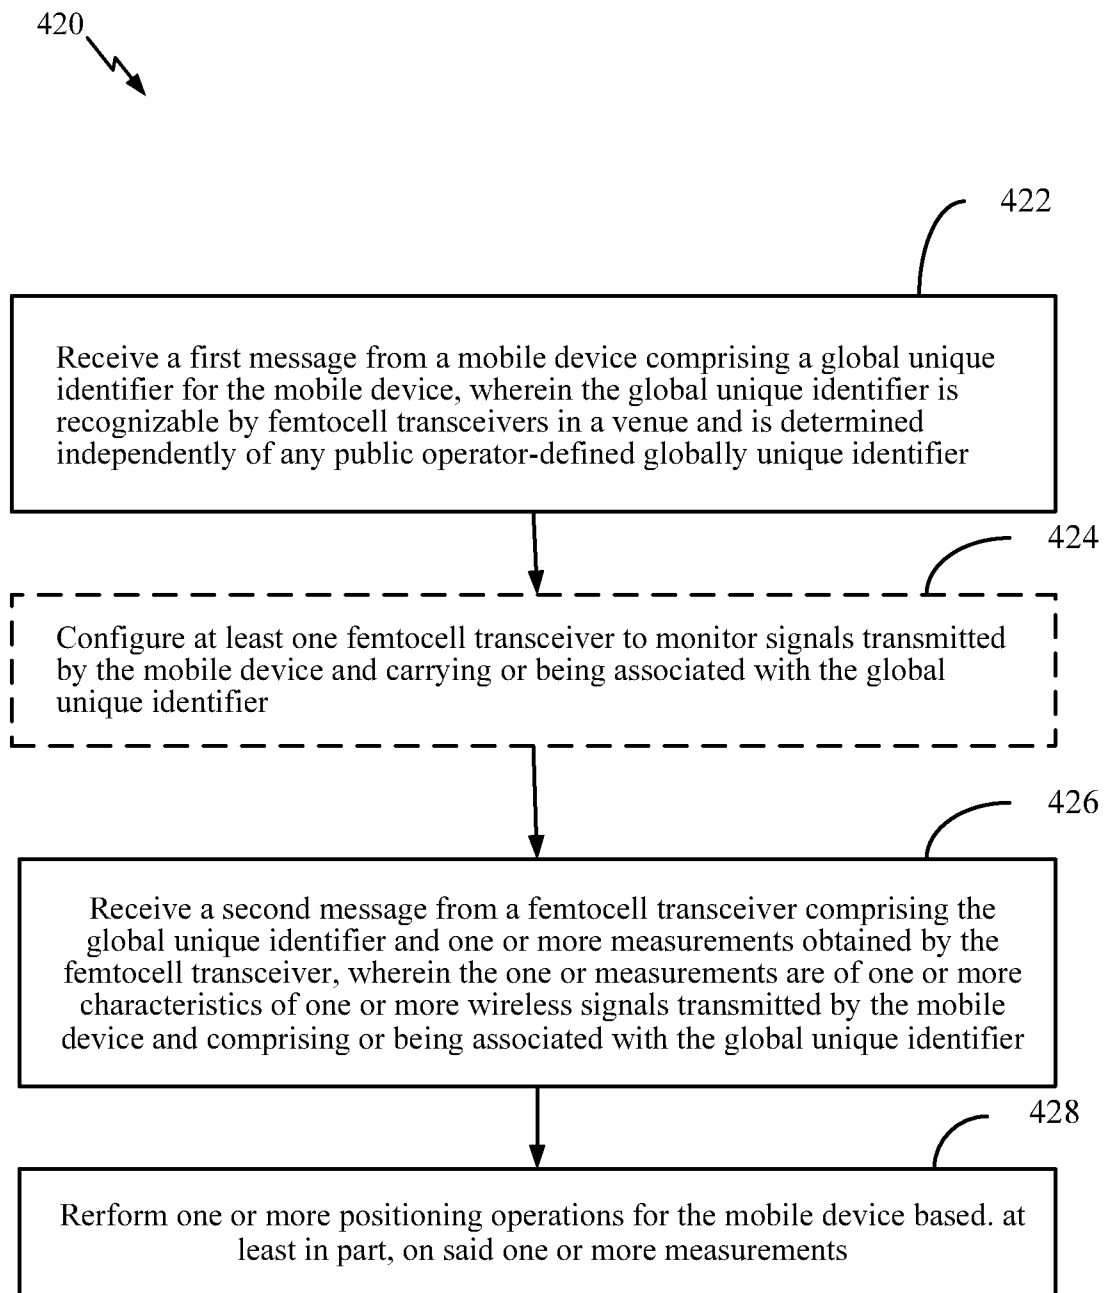 420
422
Receive a first message from a mobile device comprising a global unique
identifier for the mobile device, wherein the global unique identifier is
recognizable by femtocell transceivers in a venue and is determined
independently of any public operator-defined globally unique identifier
424
Configure at least one femtocell transceiver to monitor signals transmitted
by the mobile device and carrying or being associated with the global
unique identifier
426
Receive a second message from a femtocell transceiver comprising the
global unique identifier and one or more measurements obtained by the
femtocell transceiver, wherein the one or measurements are of one or more
characteristics of one or more wireless signals transmitted by the mobile
device and comprising or being associated with the global unique identifier
428
Rerform one or more positioning operations for the mobile device based. at
least in part, on said one or more measurements